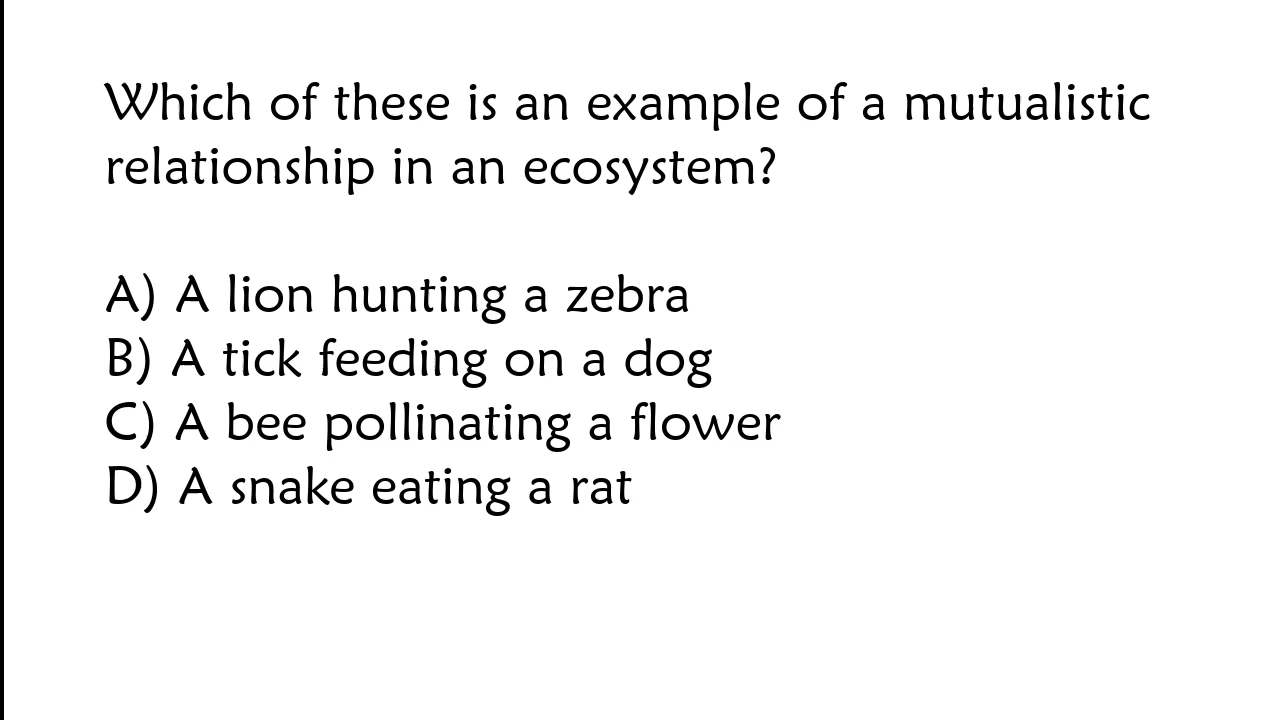 Which of these is an example of a mutualistic
relationship in an ecosystem?
A) A lion hunting a zebra
B) A tick feeding on a dog
C) A bee pollinating a flower
D) A snake eating a rat